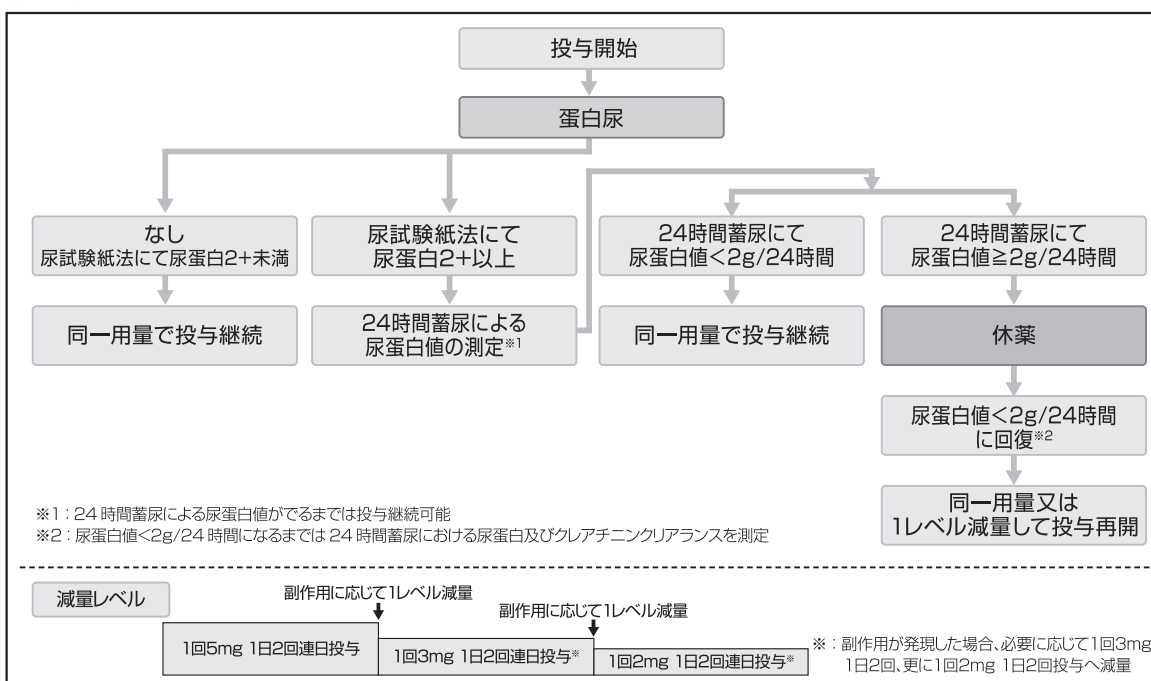 投与開始
蛋白尿
なし
尿試験紙法にて尿蛋白2+未満
同一用量で投与継続
尿試験紙法にて
尿蛋白2+以上
24時間蓄尿による
尿蛋白値の測定※1
24時間蓄尿にて
尿蛋白値<2g/24時間
同一用量で投与継続
24時間蓄尿にて
尿蛋白値≧2g/24時間
休薬
尿蛋白値<2g/24時間
に回復※2
同一用量又は
1レベル減量して投与再開
※1:24時間蓄尿による尿蛋白値がでるまでは投与継続可能
※2:尿蛋白値<2g/24時間になるまでは24時間蓄尿における尿蛋白及びクレアチニンクリアランスを測定
減量レベル
副作用に応じて1レベル減量
副作用に応じて1レベル減量
1回5mg 1日2回連日投与
1回3mg 1日2回連日投与※
1回2mg 1日2回連日投与※
※:副作用が発現した場合、必要に応じて1回3mg
1日2回、更に1回2mg 1日2回投与へ減量